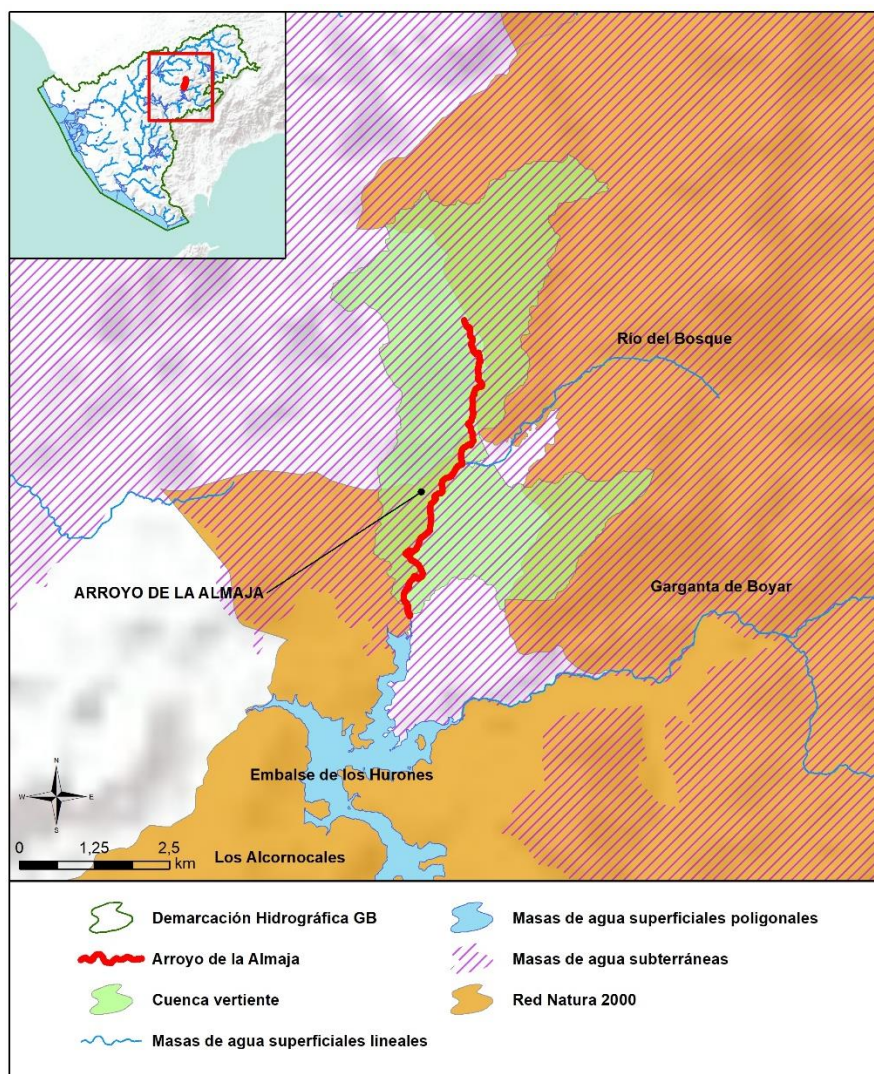 Río del Bosque
ARROYO DE LA ALMAJA
Garganta de Boyar
Embalse de los Hurones
Los Alcornocales
N
W E
S
0 1,25 2,5
km
Demarcación Hidrográfica GB
Masas de agua superficiales poligonales
Arroyo de la Almaja
Masas de agua subterráneas
Cuenca vertiente
Red Natura 2000
Masas de agua superficiales lineales